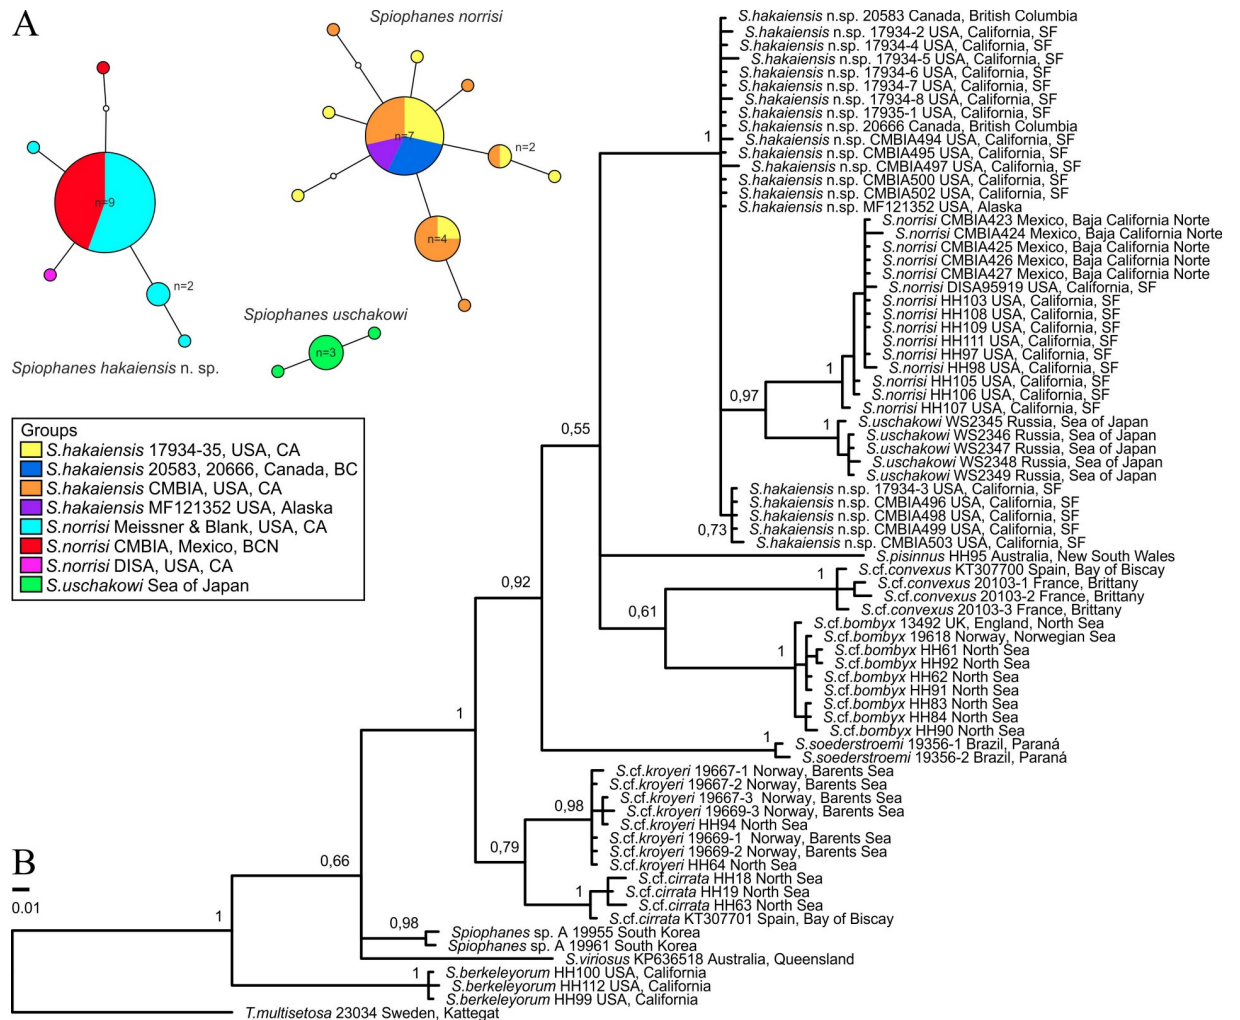 A
Spiophanes norrisi
n=7
n=2
n=9
n=4
n=2
Spiophanes uschakowi
n=3
Spiophanes hakaiensis n. sp.
Groups
S.hakaiensis 17934-35, USA, CA
S.hakaiensis 20583, 20666, Canada, BC
S.hakaiensis CMBIA, USA, CA
S.hakaiensis MF121352 USA, Alaska
S.norrisi Meissner & Blank, USA, CA
S.norrisi CMBIA, Mexico, BCN
S.norrisi DISA, USA, CA
S.uschakowi Sea of Japan
B
0.01
S.hakaiensis n.sp. 20583 Canada, British Columbia
S.hakaiensis n.sp. 17934-2 USA, California, SF
S.hakaiensis n.sp. 17934-4 USA, California, SF
S.hakaiensis n.sp. 17934-5 USA, California, SF
S.hakaiensis n.sp. 17934-6 USA, California, SF
S.hakaiensis n.sp. 17934-7 USA, California, SF
S.hakaiensis n.sp. 17934-8 USA, California, SF
S.hakaiensis n.sp. 17935-1 USA, California, SF
S.hakaiensis n.sp. 20666 Canada, British Columbia
1
S.hakaiensis n.sp. CMBIA494 USA, California, SF
S.hakaiensis n.sp. CMBIA495 USA, California, SF
S.hakaiensis n.sp. CMBIA497 USA, California, SF
S.hakaiensis n.sp. CMBIA500 USA, California, SF
S.hakaiensis n.sp. CMBIA502 USA, California, SF
S.hakaiensis n.sp. MF121352 USA, Alaska
S.norrisi CMBIA423 Mexico, Baja California Norte
S.norrisi CMBIA424 Mexico, Baja California Norte
S.norrisi CMBIA425 Mexico, Baja California Norte
S.norrisi CMBIA426 Mexico, Baja California Norte
S.norrisi CMBIA427 Mexico, Baja California Norte
S.norrisi DISA95919 USA, California, SF
S.norrisi HH103 USA, California, SF
S.norrisi HH108 USA, California, SF
S.norrisi HH109 USA, California, SF
S.norrisi HH111 USA, California, SF
S.norrisi HH97 USA, California, SF
1
S.norrisi HH98 USA, California, SF
S.norrisi HH105 USA, California, SF
0,97
S.norrisi HH106 USA, California, SF
S.norrisi HH107 USA, California, SF
1
S.uschakowi WS2345 Russia, Sea of Japan
0,55
S.uschakowi WS2346 Russia, Sea of Japan
S.uschakowi WS2347 Russia, Sea of Japan
S.uschakowi WS2348 Russia, Sea of Japan
S.uschakowi WS2349 Russia, Sea of Japan
S.hakaiensis n.sp. 17934-3 USA, California, SF
S.hakaiensis n.sp. CMBIA496 USA, California, SF
S.hakaiensis n.sp. CMBIA498 USA, California, SF
0,73
S.hakaiensis n.sp. CMBIA499 USA, California, SF
S.hakaiensis n.sp. CMBIA503 USA, California, SF
S.pisinnus HH95 Australia, New South Wales
1
S.cf.convexus KT307700 Spain, Bay of Biscay
0,92
S.cf.convexus 20103-1 France, Brittany
S.cf.convexus 20103-2 France, Brittany
0,61
S.cf.convexus 20103-3 France, Brittany
S.cf.bombyx 13492 UK, England, North Sea
S.cf.bombyx 19618 Norway, Norwegian Sea
1
S.cf.bombyx HH61 North Sea
S.cf.bombyx HH92 North Sea
S.cf.bombyx HH62 North Sea
S.cf.bombyx HH91 North Sea
S.cf.bombyx HH83 North Sea
1
S.cf.bombyx HH84 North Sea
S.cf.bombyx HH90 North Sea
1
S.soederstroemi 19356-1 Brazil, Paraná
S.soederstroemi 19356-2 Brazil, Paraná
S.cf.kroyeri 19667-1 Norway, Barents Sea
S.cf.kroyeri 19667-2 Norway, Barents Sea
S.cf.kroyeri 19667-3 Norway, Barents Sea
0,98
S.cf.kroyeri 19669-3 Norway, Barents Sea
S.cf.kroyeri HH94 North Sea
S.cf.kroyeri 19669-1 Norway, Barents Sea
0,79
S.cf.kroyeri 19669-2 Norway, Barents Sea
0,66
S.cf.kroyeri HH64 North Sea
S.cf.cirrata HH18 North Sea
1
S.cf.cirrata HH19 North Sea
S.cf.cirrata HH63 North Sea
1
S.cf.cirrata KT307701 Spain, Bay of Biscay
0,98
Spiophanes sp. A 19955 South Korea
Spiophanes sp. A 19961 South Korea
S.viriosus KP636518 Australia, Queensland
1
S.berkeleyorum HH100 USA, California
S.berkeleyorum HH112 USA, California
S.berkeleyorum HH99 USA, California
T.multisetosa 23034 Sweden, Kattegat